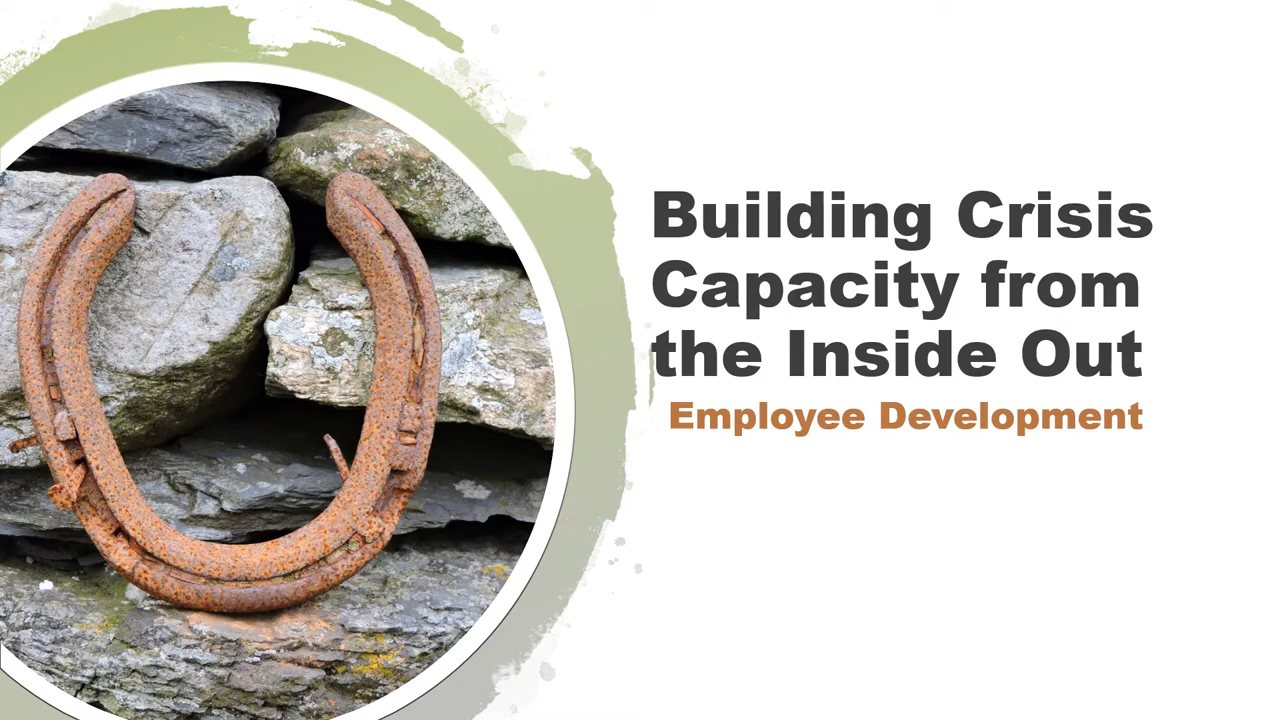 Building Crisis
Capacity from
the Inside Out
Employee Development